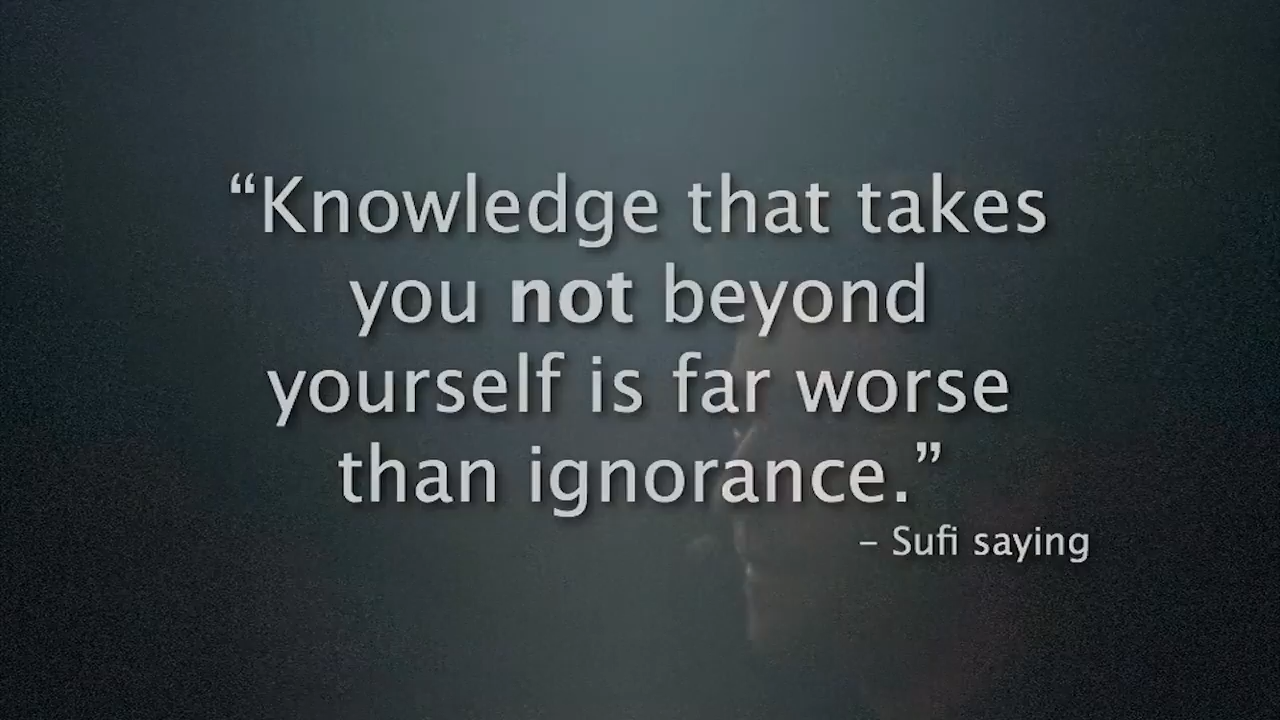 “Knowledge that takes
you not beyond
yourself is far worse
than ignorance.”
– Sufi saying